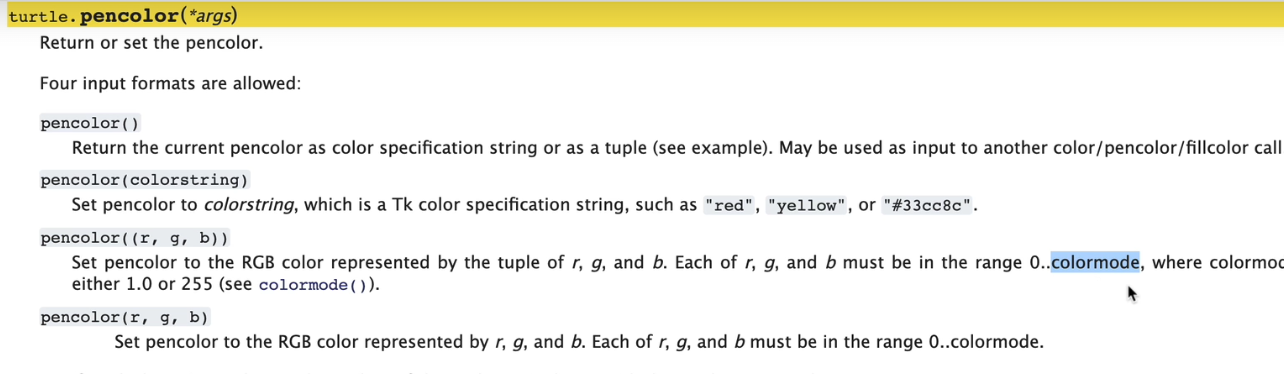 turtle.pencolor(*args)
Return or set the pencolor.
Four input formats are allowed:
pencolor()
Return the current pencolor as color specification string or as a tuple (see example). May be used as input to another color/pencolor/fillcolor call
pencolor(colorstring)
Set pencolor to colorstring, which is a Tk color specification string, such as "red", "yellow", or "#33cc8c".
pencolor((r, g, b))
Set pencolor to the RGB color represented by the tuple of r, g, and b. Each of r, g, and b must be in the range 0..colormode, where
either 1.0 or 255 (see colormode()).
pencolor(r, g, b)
Set pencolor to the RGB color represented by r, g, and b. Each of r, g, and b must be in the range 0..colormode.